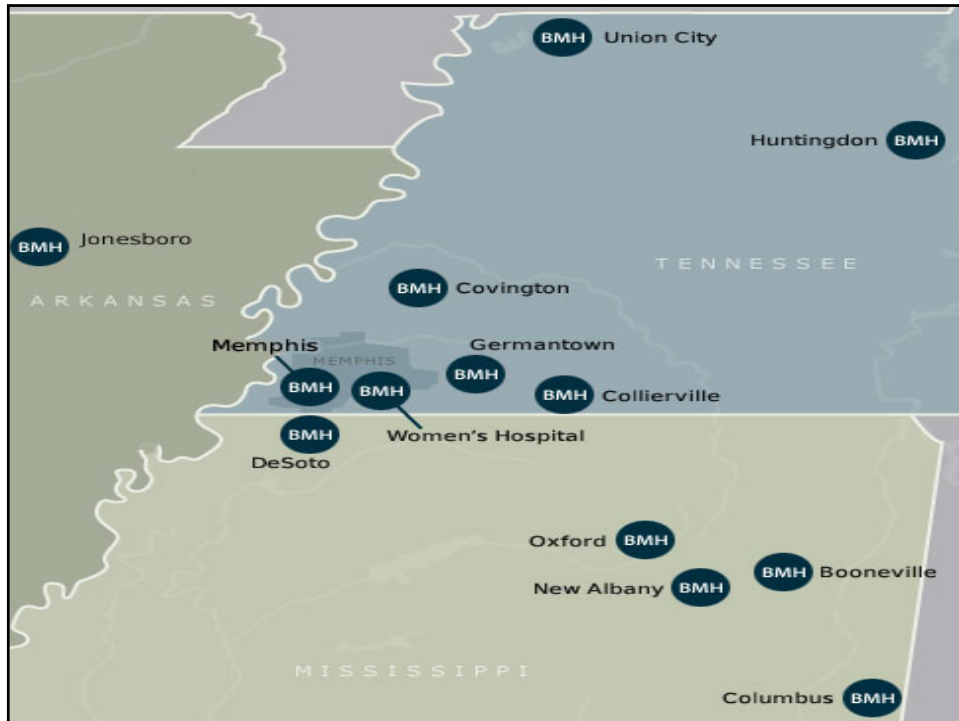 BMH Union City
Huntingdon BMH
BMH Jonesboro
TENNESSEE
ARKANSAS
BMH Covington
Memphis
Germantown
MEMPHIS
BMH
BMH
BMH
BMH Collierville
BMH
Women's Hospital
DeSoto
Oxford BMH
BMH Booneville
New Albany BMH
MISSISSIPPI
Columbus BMH